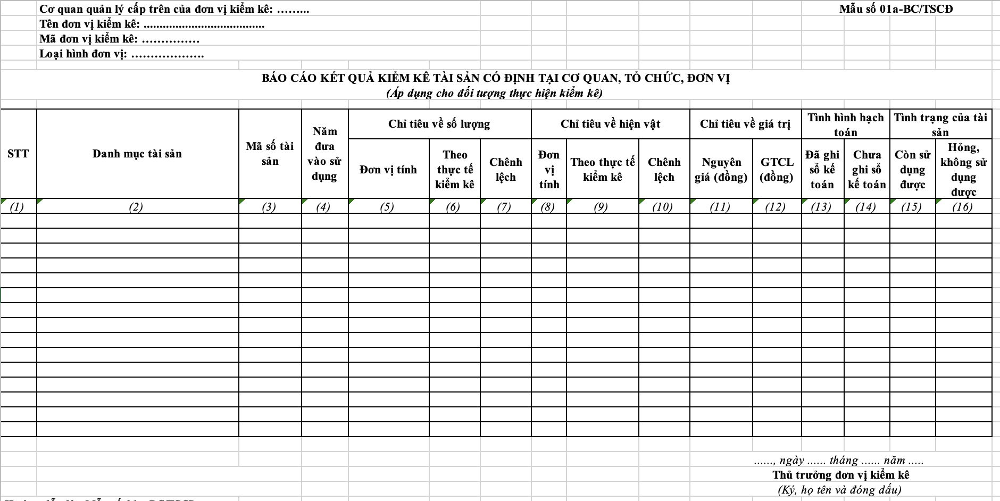 Cơ quan quản lý cấp trên của đơn vị kiểm kê: ……...
Mẫu số 01a-BC/TSCĐ
Tên đơn vị kiểm kê: ......................................
Mã đơn vị kiểm kê: ……………
Loại hình đơn vị: ……………….
BÁO CÁO KẾT QUẢ KIỂM KÊ TÀI SẢN CỐ ĐỊNH TẠI CƠ QUAN, TỔ CHỨC, ĐƠN VỊ
(Áp dụng cho đối tượng thực hiện kiểm kê)
STT
Danh mục tài sản
Mã số tài
sản
Năm
đưa
vào sử
dụng
Chỉ tiêu về số lượng
Chỉ tiêu về hiện vật
Chỉ tiêu về giá trị
Tình hình hạch
toán
Tình trạng của tài
sản
Đơn vị tính
Theo
thực tế
kiểm kê
Chênh
lệch
Đơn
vị
tính
Theo thực tế
kiểm kê
Chênh
lệch
Nguyên
giá (đồng)
GTCL
(đồng)
Đã ghi
sổ kế
toán
Chưa
ghi sổ
kế toán
Còn sử
dụng
được
Hỏng,
không sử
dụng
được
(1) (2) (3) (4) (5) (6) (7) (8) (9) (10) (11) (12) (13) (14) (15) (16)
......, ngày ...... tháng ...... năm .....
Thủ trưởng đơn vị kiểm kê
(Ký, họ tên và đóng dấu)